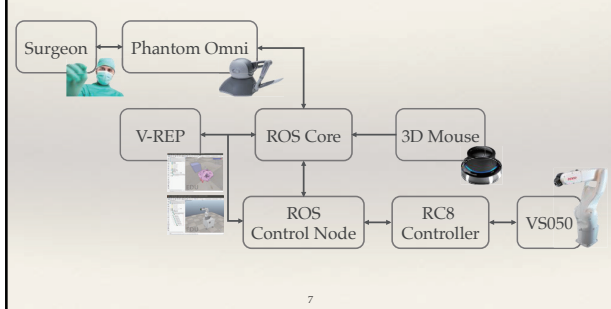 Surgeon
Phantom Omni
V-REP
ROS Core
3D Mouse
ROS
Control Node
RC8
Controller
VS050
7